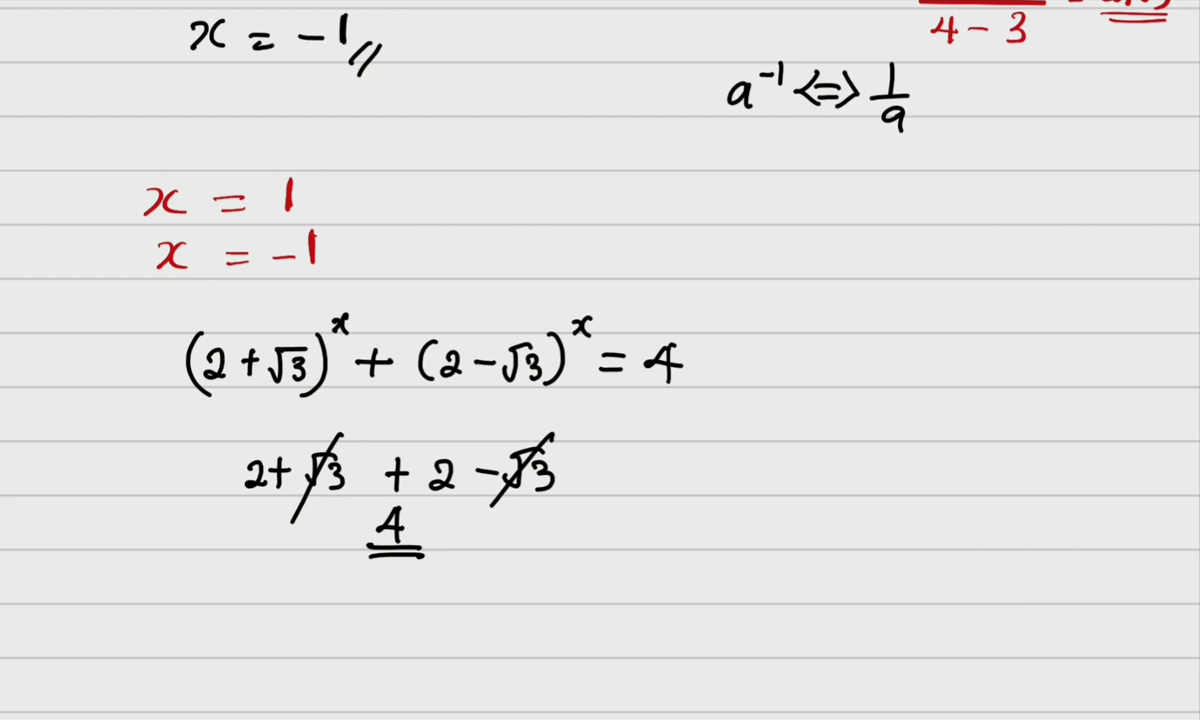 x = -1 //
4 - 3
a⁻¹ <=> 1/a
x = 1
x = -1
(2 + √3)ˣ + (2 - √3)ˣ = 4
2 + √3 + 2 - √3
4